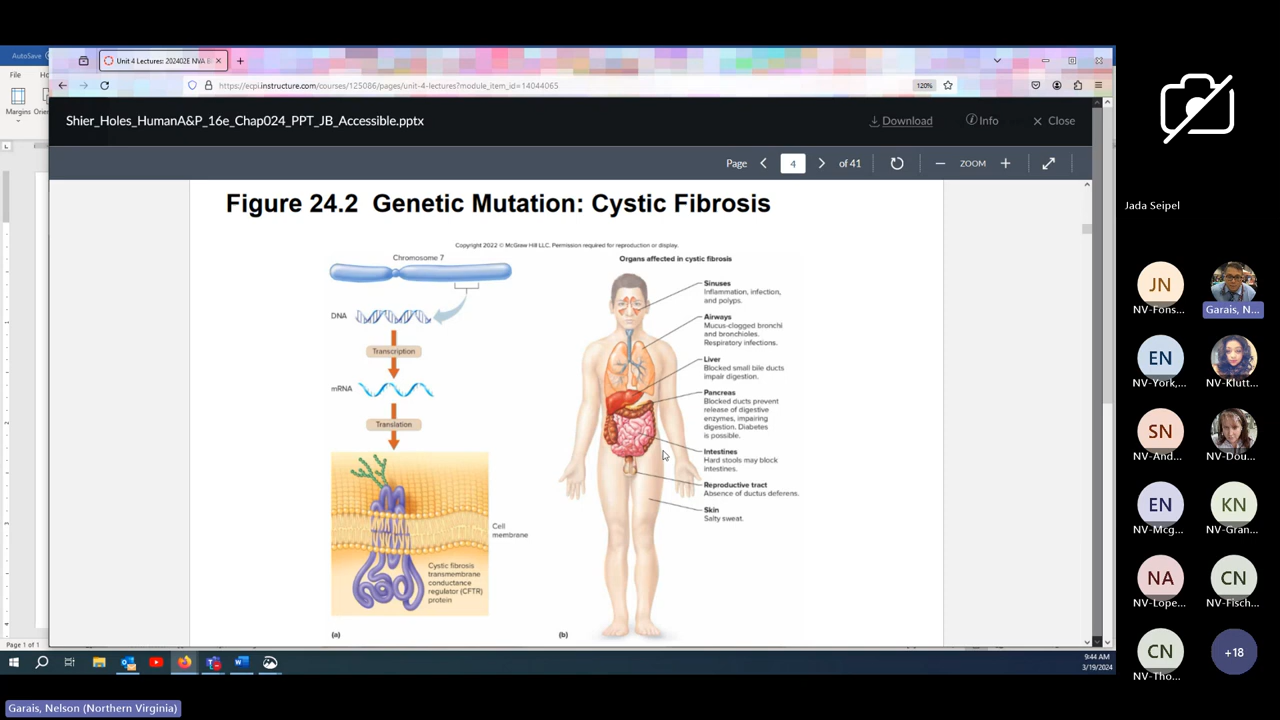 AutoSave
Unit 4 Lectures: 202402E NVA B
File
Ho
https://ecpi.instructure.com/courses/125086/pages/unit-4-lectures?module_item_id=14044065
120%
Margins
Shier_Holes_HumanA&P_16e_Chap024_PPT_JB_Accessible.pptx
Download
Info
Close
Page
4
of 41
ZOOM
Figure 24.2 Genetic Mutation: Cystic Fibrosis
Copyright 2022 © McGraw Hill LLC. Permission required for reproduction or display.
Chromosome 7
DNA
Transcription
mRNA
Translation
Cell
membrane
Cystic fibrosis
transmembrane
conductance
regulator (CFTR)
protein
(a)
Organs affected in cystic fibrosis
Sinuses
Inflammation, infection,
and polyps.
Airways
Mucus-clogged bronchi
and bronchioles.
Respiratory infections.
Liver
Blocked small bile ducts
impair digestion.
Pancreas
Blocked ducts prevent
release of digestive
enzymes, impairing
digestion. Diabetes
is possible.
Intestines
Hard stools may block
intestines.
Reproductive tract
Absence of ductus deferens.
Skin
Salty sweat.
(b)
Page 1 of 1
9:44 AM
3/19/2024
Jada Seipel
JN
NV-Fons...
Garais, N...
EN
NV-York,...
NV-Klutt...
SN
NV-And...
NV-Dou...
EN
NV-Mcg...
KN
NV-Gran...
NA
NV-Lope...
CN
NV-Fisch...
CN
NV-Tho...
+18
Garais, Nelson (Northern Virginia)